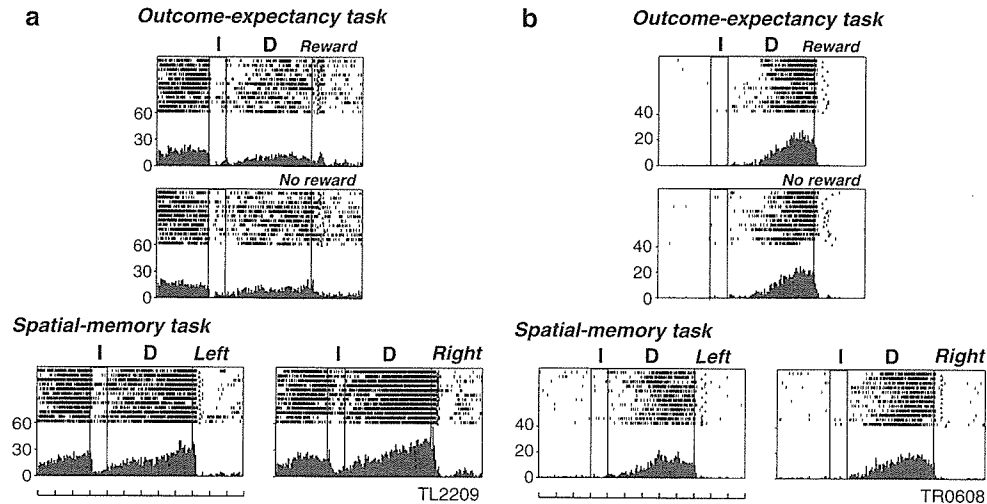 a
Outcome-expectancy task
I D Reward
60
30
0
No reward
60
30
0
Spatial-memory task
I D Left
I D Right
60
30
0
TL2209
b
Outcome-expectancy task
I D Reward
40
20
0
No reward
40
20
0
Spatial-memory task
I D Left
I D Right
40
20
0
TR0608